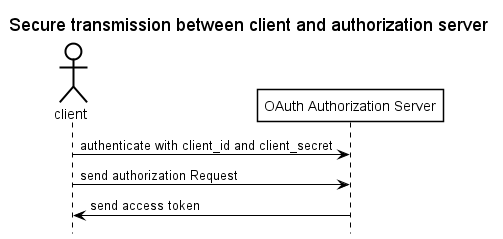 Secure transmission between client and authorization server
client
OAuth Authorization Server
authenticate with client_id and client_secret
send authorization Request
send access token